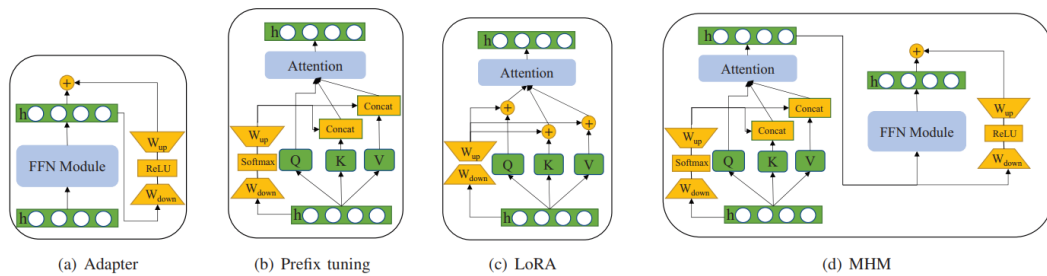 h
+
h
FFN Module
W_up
ReLU
W_down
h
(a) Adapter
h
Attention
Concat
Concat
W_up
Softmax
W_down
Q
K
V
h
(b) Prefix tuning
h
Attention
+
+
+
W_up
W_down
Q
K
V
h
(c) LoRA
h
Attention
Concat
Concat
W_up
Softmax
W_down
Q
K
V
h
+
h
FFN Module
W_up
ReLU
W_down
(d) MHM